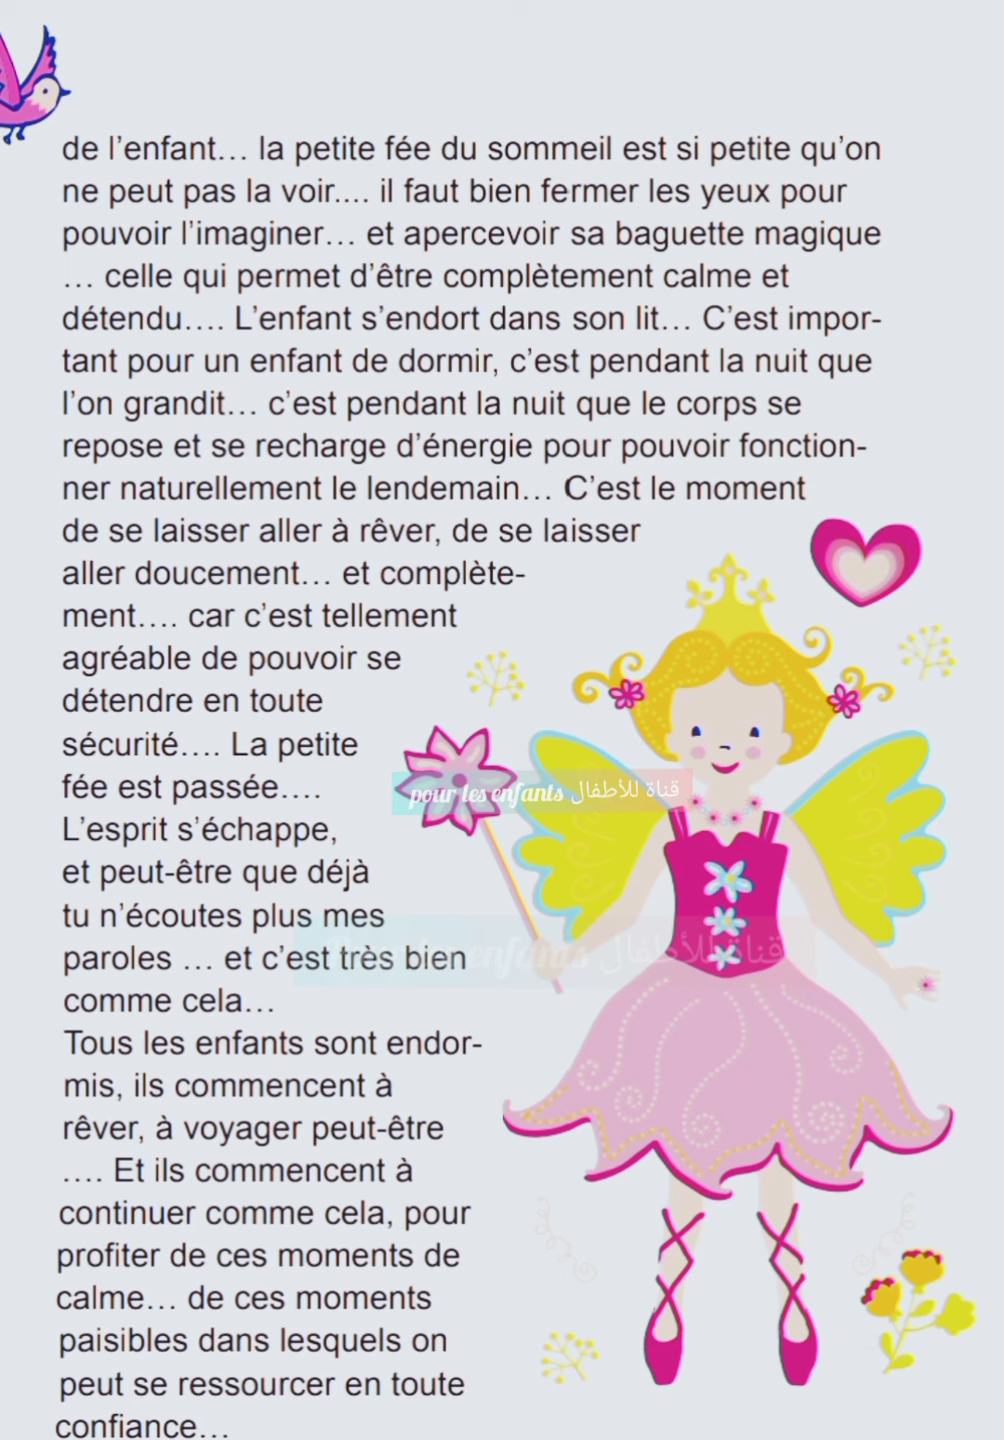 de l’enfant… la petite fée du sommeil est si petite qu’on
ne peut pas la voir.... il faut bien fermer les yeux pour
pouvoir l’imaginer… et apercevoir sa baguette magique
… celle qui permet d’être complètement calme et
détendu…. L’enfant s’endort dans son lit… C’est impor-
tant pour un enfant de dormir, c’est pendant la nuit que
l’on grandit… c’est pendant la nuit que le corps se
repose et se recharge d’énergie pour pouvoir fonction-
ner naturellement le lendemain… C’est le moment
de se laisser aller à rêver, de se laisser
aller doucement… et complète-
ment…. car c’est tellement
agréable de pouvoir se
détendre en toute
sécurité…. La petite
fée est passée….
L’esprit s’échappe,
et peut-être que déjà
tu n’écoutes plus mes
paroles … et c’est très bien
comme cela…
Tous les enfants sont endor-
mis, ils commencent à
rêver, à voyager peut-être
…. Et ils commencent à
continuer comme cela, pour
profiter de ces moments de
calme… de ces moments
paisibles dans lesquels on
peut se ressourcer en toute
confiance…
pour les enfants قناة للأطفال
pour les enfants قناة للأطفال